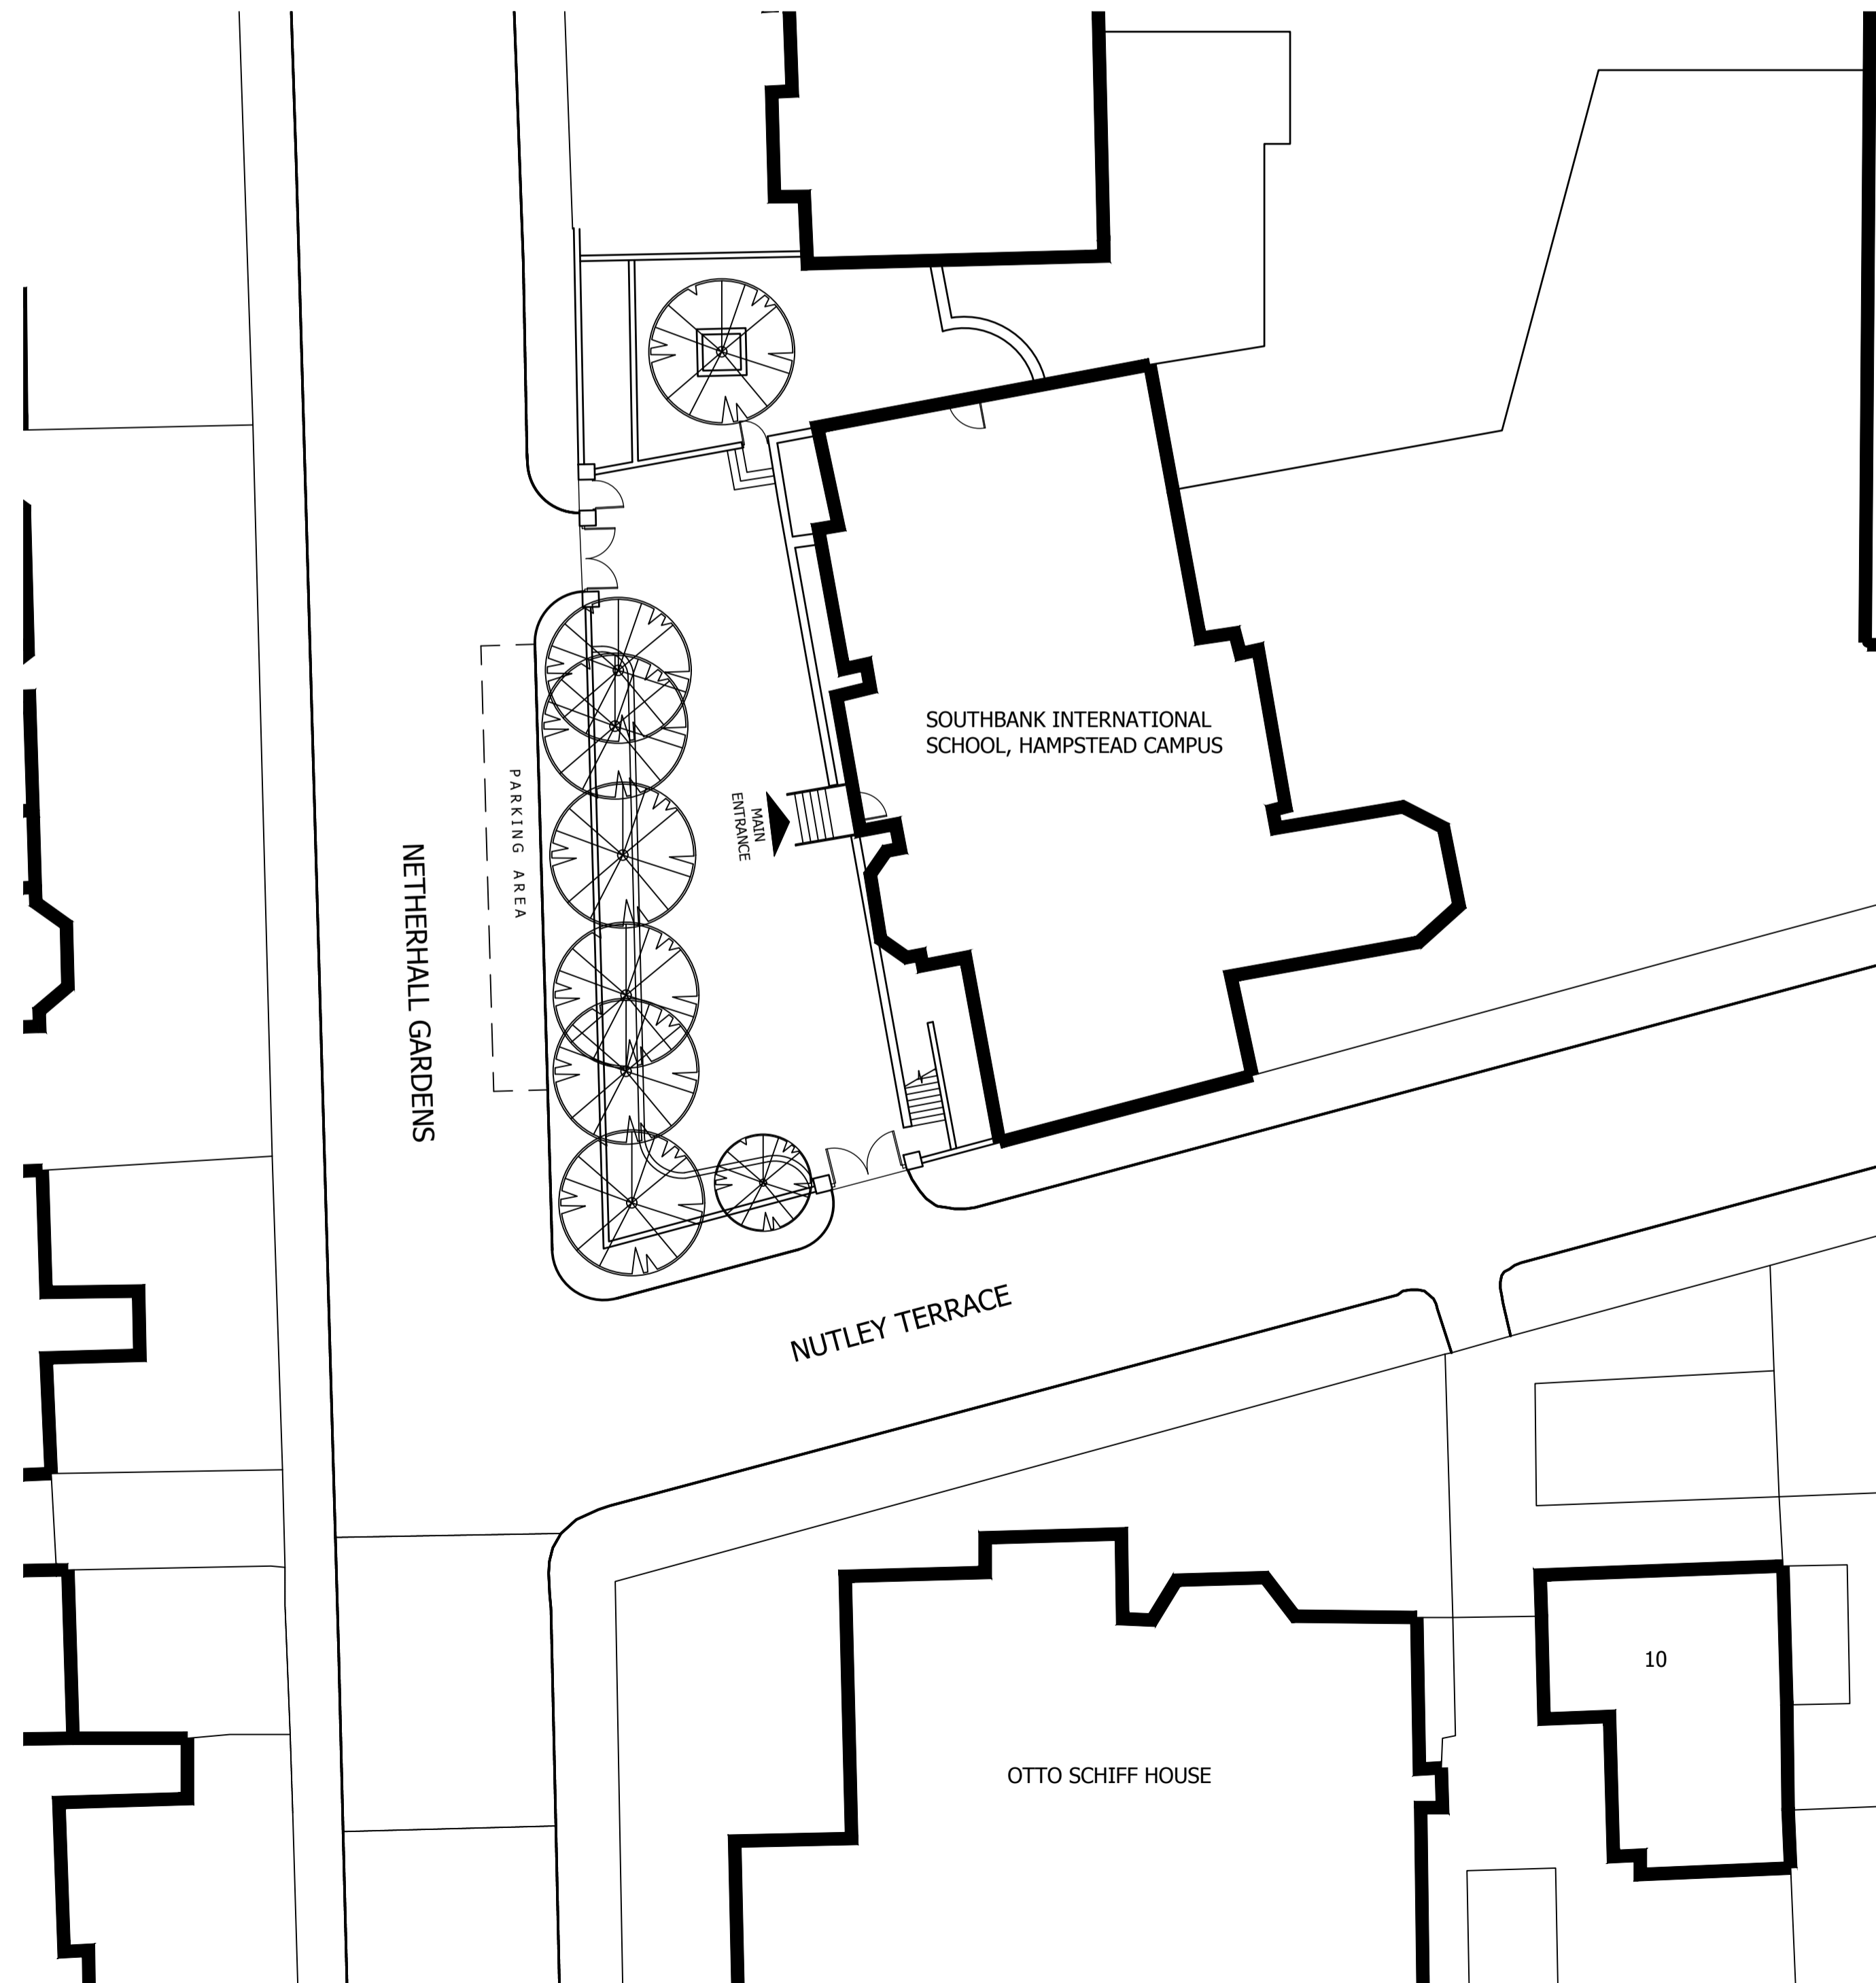 SOUTHBANK INTERNATIONAL
SCHOOL, HAMPSTEAD CAMPUS
PARKING AREA
MAIN
ENTRANCE
NETHERHALL GARDENS
NUTLEY TERRACE
10
OTTO SCHIFF HOUSE